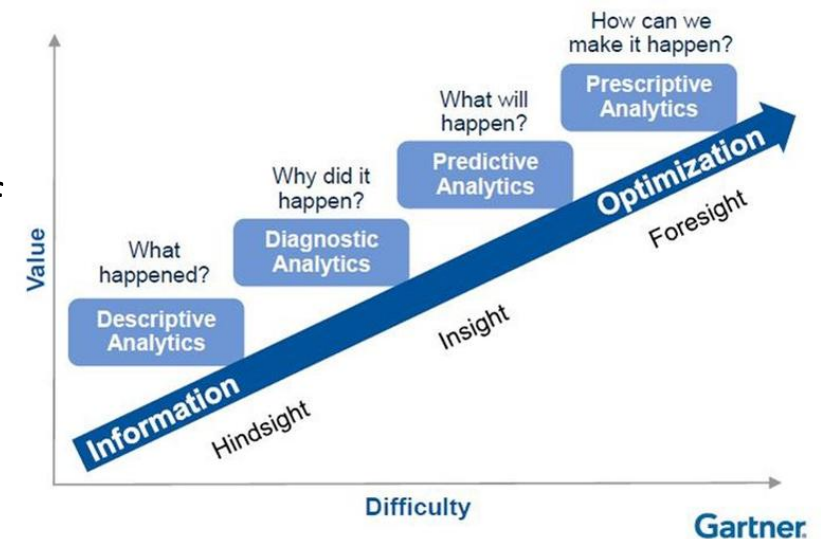 How can we
make it happen?
Prescriptive
Analytics
What will
happen?
Predictive
Analytics
Why did it
happen?
Diagnostic
Analytics
What
happened?
Descriptive
Analytics
Value
Information
Optimization
Hindsight
Insight
Foresight
Difficulty
Gartner.